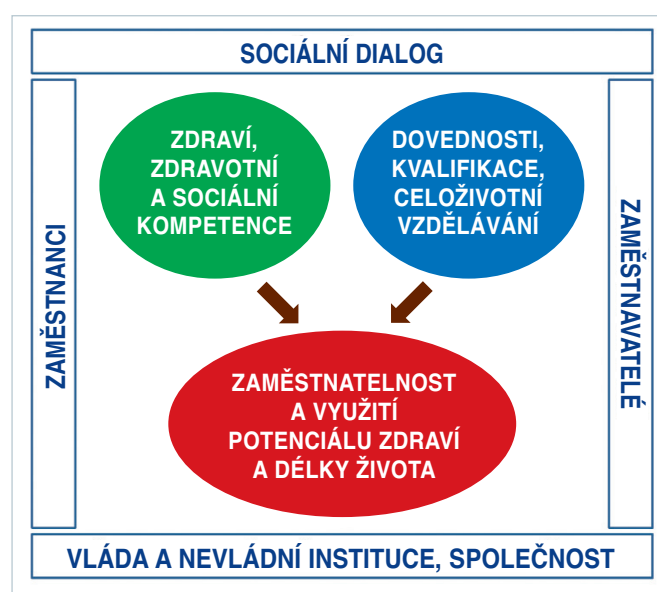 SOCIÁLNÍ DIALOG
ZAMĚSTNANCI
ZDRAVÍ,
ZDRAVOTNÍ
A SOCIÁLNÍ
KOMPETENCE
DOVEDNOSTI,
KVALIFIKACE,
CELOŽIVOTNÍ
VZDĚLÁVÁNÍ
ZAMĚSTNAVATELÉ
ZAMĚSTNATELNOST
A VYUŽITÍ
POTENCIÁLU ZDRAVÍ
A DÉLKY ŽIVOTA
VLÁDA A NEVLÁDNÍ INSTITUCE, SPOLEČNOST